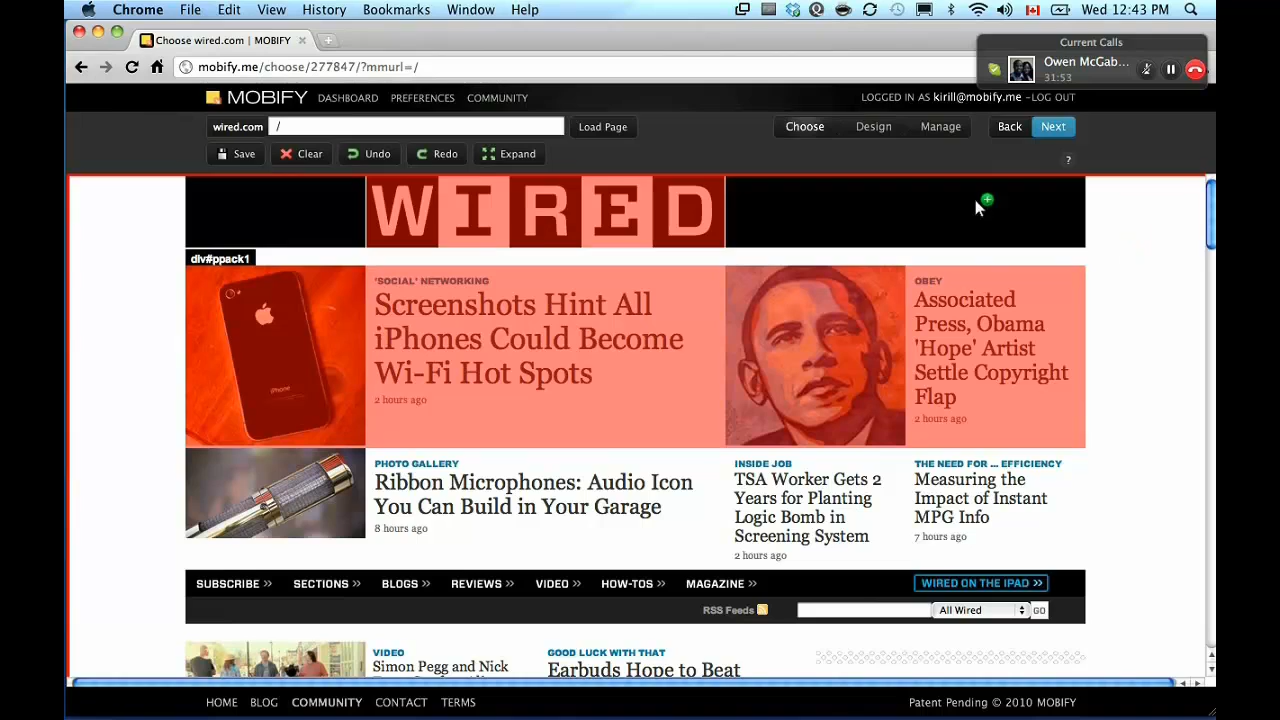 Chrome File Edit View History Bookmarks Window Help Wed 12:43 PM
Choose wired.com | MOBIFY
Current Calls
Owen McGab...
31:53
mobify.me/choose/277847/?mmurl=/
MOBIFY DASHBOARD PREFERENCES COMMUNITY
LOGGED IN AS kirill@mobify.me – LOG OUT
wired.com / Load Page
Choose Design Manage Back Next
Save Clear Undo Redo Expand ?
WIRED
div#ppack1
'SOCIAL' NETWORKING
Screenshots Hint All
iPhones Could Become
Wi-Fi Hot Spots
2 hours ago
iPhone
OBEY
Associated
Press, Obama
'Hope' Artist
Settle Copyright
Flap
2 hours ago
PHOTO GALLERY
Ribbon Microphones: Audio Icon
You Can Build in Your Garage
8 hours ago
INSIDE JOB
TSA Worker Gets 2
Years for Planting
Logic Bomb in
Screening System
2 hours ago
THE NEED FOR ... EFFICIENCY
Measuring the
Impact of Instant
MPG Info
7 hours ago
SUBSCRIBE >> SECTIONS >> BLOGS >> REVIEWS >> VIDEO >> HOW-TOS >> MAGAZINE >> WIRED ON THE IPAD >>
RSS Feeds All Wired GO
VIDEO
Simon Pegg and Nick
GOOD LUCK WITH THAT
Earbuds Hope to Beat
HOME BLOG COMMUNITY CONTACT TERMS
Patent Pending © 2010 MOBIFY